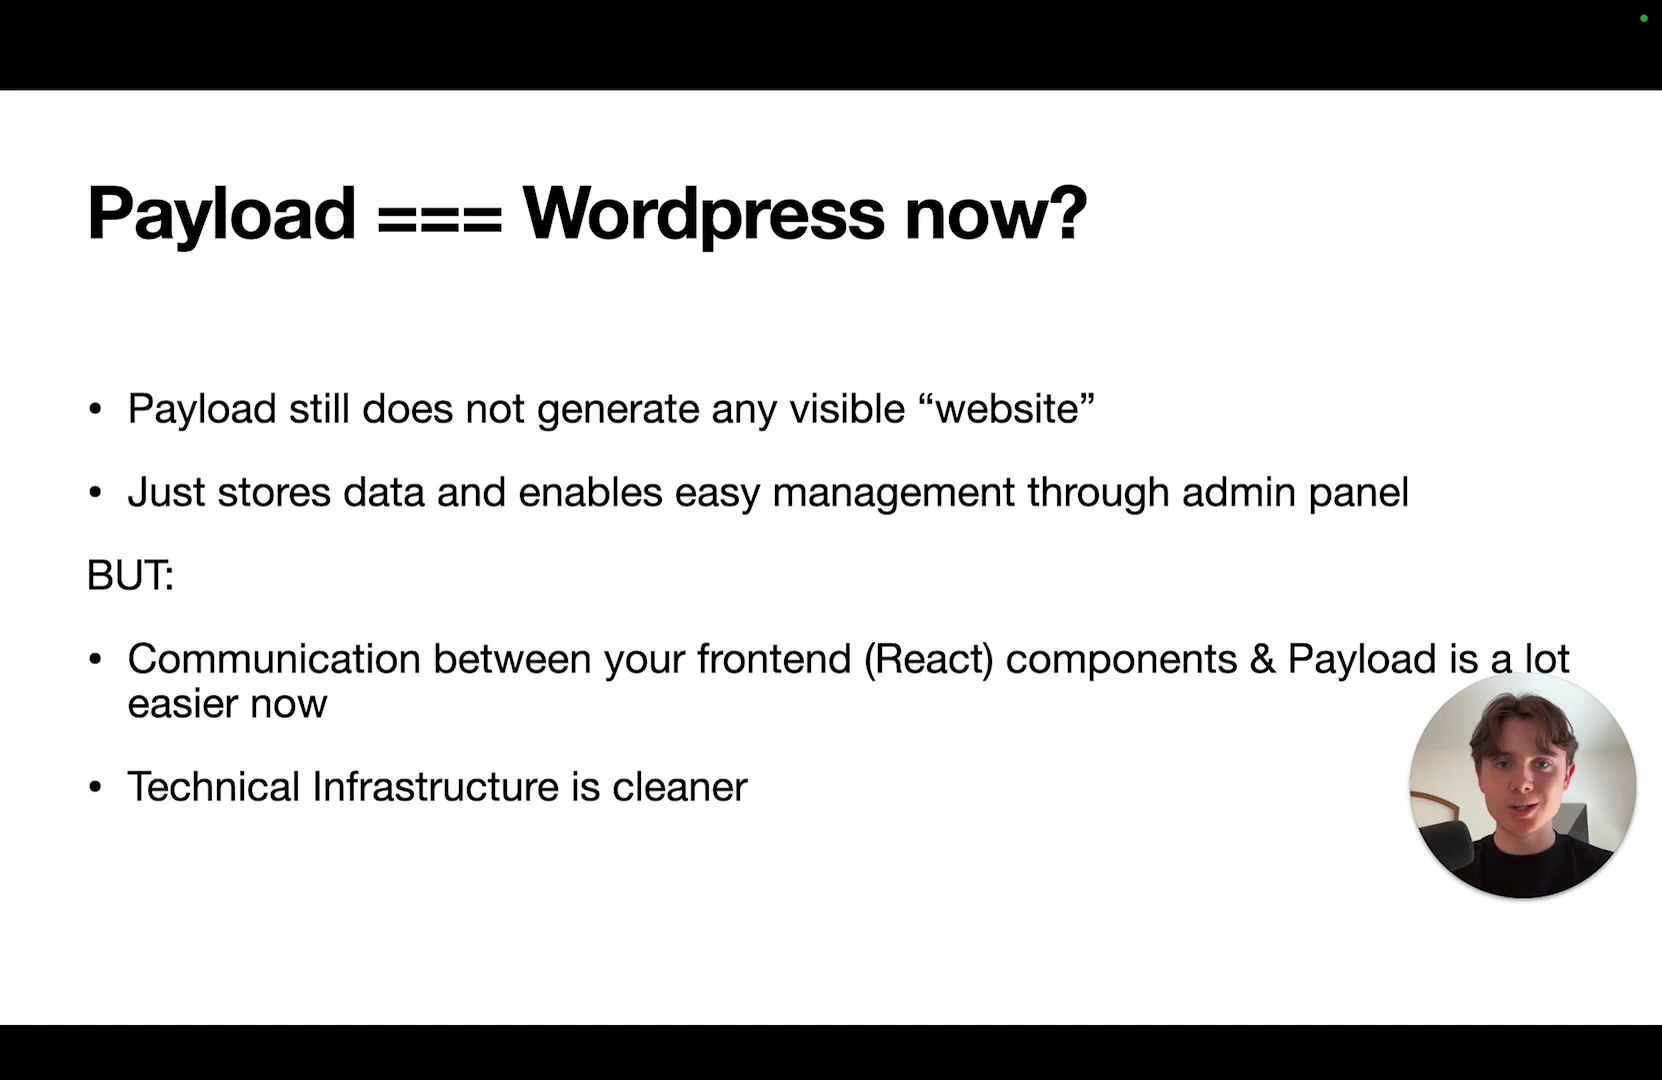 Payload === Wordpress now?
• Payload still does not generate any visible “website”
• Just stores data and enables easy management through admin panel
BUT:
• Communication between your frontend (React) components & Payload is a lot
easier now
• Technical Infrastructure is cleaner